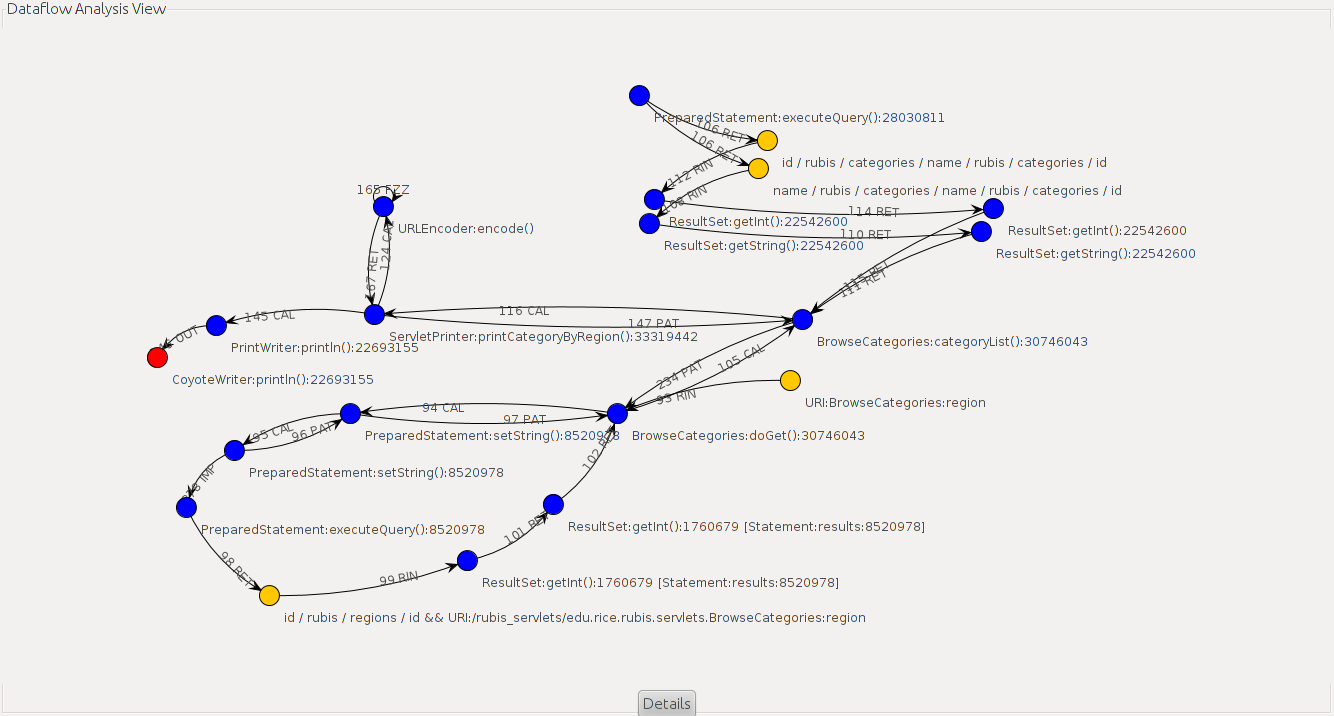 Dataflow Analysis View
PreparedStatement:executeQuery():28030811
106 RET
106 RET
id / rubis / categories / name / rubis / categories / id
112 RIN
name / rubis / categories / name / rubis / categories / id
165 FZZ
RIN
114 RET
ResultSet:getInt():22542600
ResultSet:getInt():22542600
URLEncoder:encode()
124 CAL
110 RET
ResultSet:getString():22542600
ResultSet:getString():22542600
167 RET
RET
111 RET
116 CAL
145 CAL
147 PAT
OUT
ServletPrinter:printCategoryByRegion():33319442
BrowseCategories:categoryList():30746043
PrintWriter:println():22693155
105 CAL
234 PAT
CoyoteWriter:println():22693155
93 RIN
URI:BrowseCategories:region
94 CAL
97 PAT
95 CAL
96 PAT
PreparedStatement:setString():8520978
BrowseCategories:doGet():30746043
102
PreparedStatement:setString():8520978
IMP
PreparedStatement:executeQuery():8520978
101 RET
ResultSet:getInt():1760679 [Statement:results:8520978]
98 RET
99 RIN
ResultSet:getInt():1760679 [Statement:results:8520978]
id / rubis / regions / id && URI:/rubis_servlets/edu.rice.rubis.servlets.BrowseCategories:region
Details